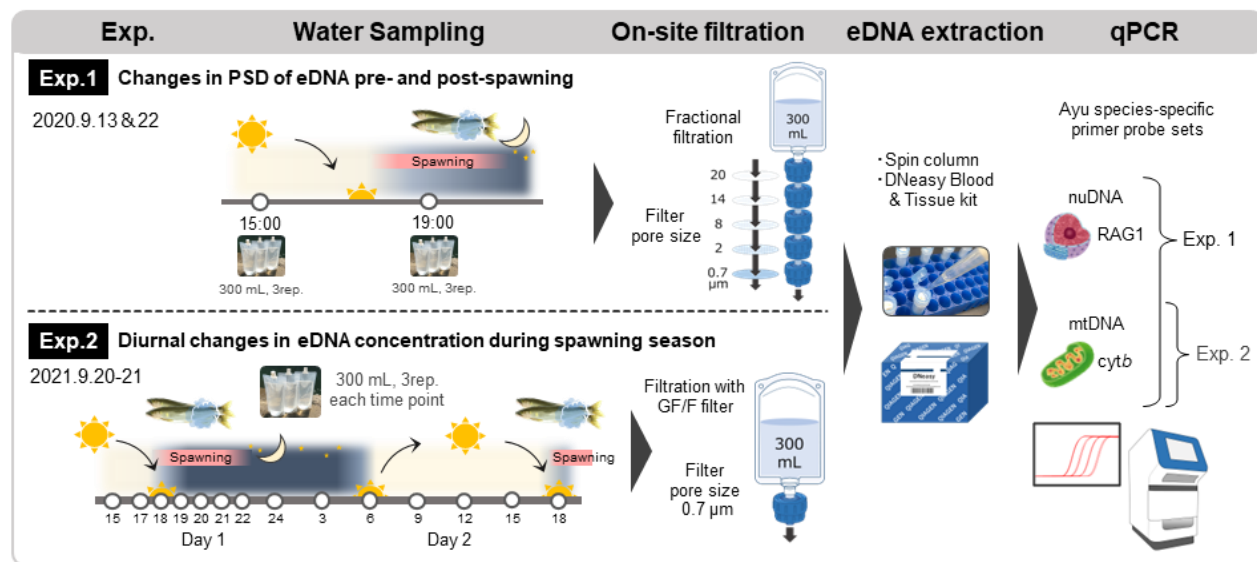 Exp.
Water Sampling
On-site filtration
eDNA extraction
qPCR
Exp.1
Changes in PSD of eDNA pre- and post-spawning
2020.9.13 &22
Spawning
15:00
19:00
300 mL, 3rep.
300 mL, 3rep.
Fractional
filtration
300
mL
20
14
8
2
0.7
µm
Filter
pore size
・Spin column
・DNeasy Blood
& Tissue kit
Ayu species-specific
primer probe sets
nuDNA
RAG1
Exp. 1
mtDNA
cytb
Exp. 2
DNeasy
QIAGEN
Exp.2
Diurnal changes in eDNA concentration during spawning season
2021.9.20-21
300 mL, 3rep.
each time point
Spawning
Spawning
15
17
18
19
20
21
22
24
3
6
9
12
15
18
Day 1
Day 2
Filtration with
GF/F filter
300
mL
Filter
pore size
0.7 µm